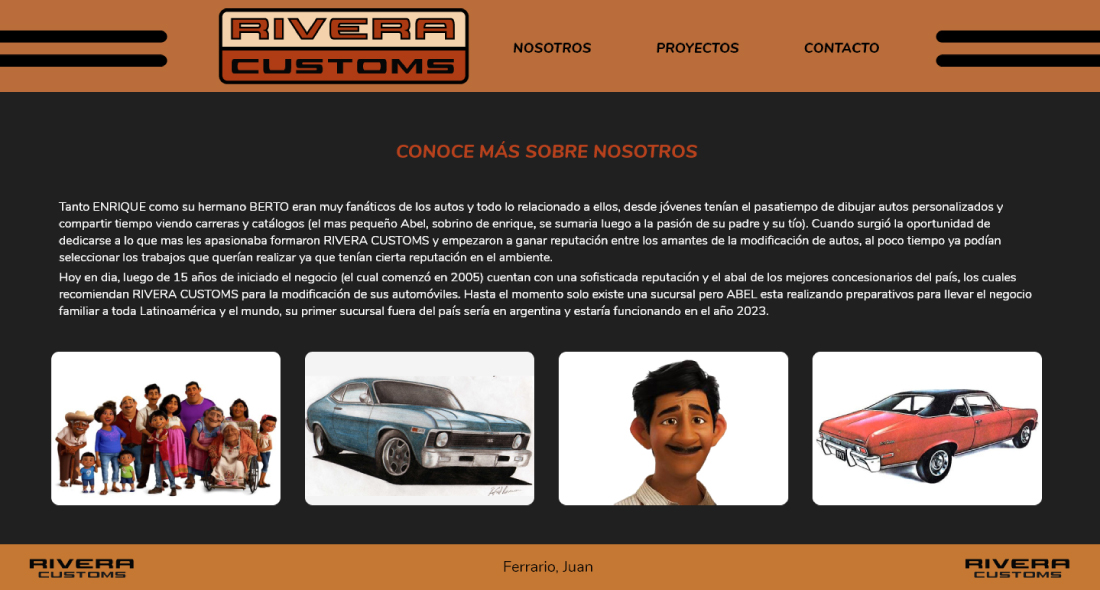 RIVERA
CUSTOMS
NOSOTROS PROYECTOS CONTACTO
CONOCE MÁS SOBRE NOSOTROS
Tanto ENRIQUE como su hermano BERTO eran muy fanáticos de los autos y todo lo relacionado a ellos, desde jóvenes tenían el pasatiempo de dibujar autos personalizados y
compartir tiempo viendo carreras y catálogos (el mas pequeño Abel, sobrino de enrique, se sumaria luego a la pasión de su padre y su tío). Cuando surgió la oportunidad de
dedicarse a lo que mas les apasionaba formaron RIVERA CUSTOMS y empezaron a ganar reputación entre los amantes de la modificación de autos, al poco tiempo ya podían
seleccionar los trabajos que querían realizar ya que tenían cierta reputación en el ambiente.
Hoy en dia, luego de 15 años de iniciado el negocio (el cual comenzó en 2005) cuentan con una sofisticada reputación y el abal de los mejores concesionarios del país, los cuales
recomiendan RIVERA CUSTOMS para la modificación de sus automóviles. Hasta el momento solo existe una sucursal pero ABEL esta realizando preparativos para llevar el negocio
familiar a toda Latinoamérica y el mundo, su primer sucursal fuera del país sería en argentina y estaría funcionando en el año 2023.
RIVERA
CUSTOMS
Ferrario, Juan
RIVERA
CUSTOMS